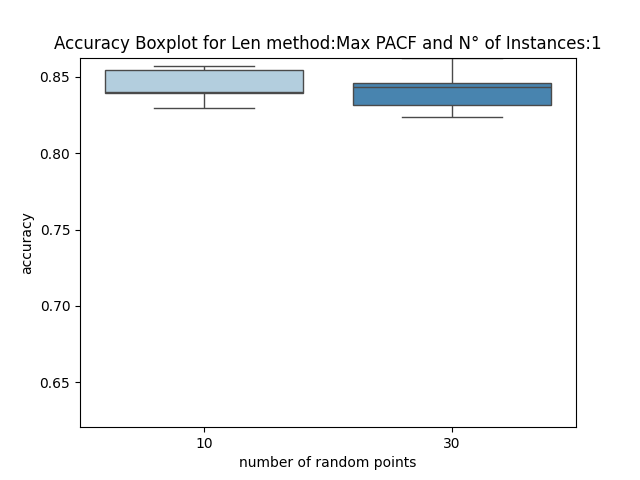 Accuracy Boxplot for Len method:Max PACF and N° of Instances:1
accuracy
0.85
0.80
0.75
0.70
0.65
10 30
number of random points